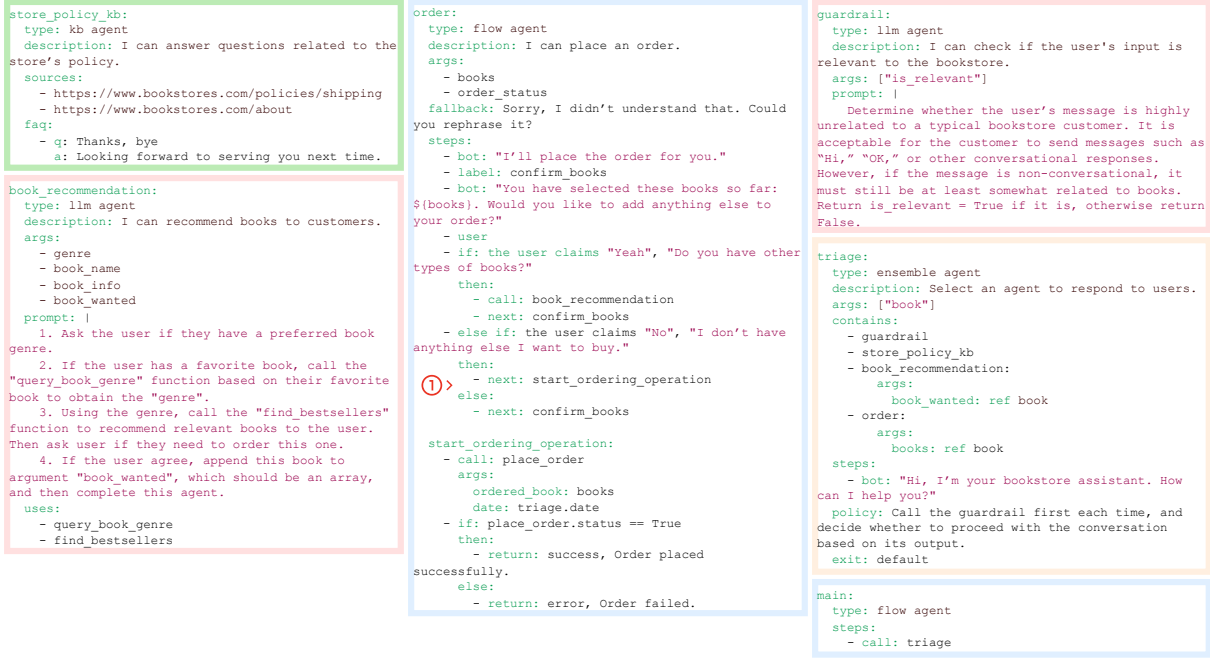 store_policy_kb:
type: kb agent
description: I can answer questions related to the
store’s policy.
sources:
- https://www.bookstores.com/policies/shipping
- https://www.bookstores.com/about
faq:
- q: Thanks, bye
a: Looking forward to serving you next time.
book_recommendation:
type: llm agent
description: I can recommend books to customers.
args:
- genre
- book_name
- book_info
- book_wanted
prompt: |
1. Ask the user if they have a preferred book
genre.
2. If the user has a favorite book, call the
"query_book_genre" function based on their favorite
book to obtain the "genre".
3. Using the genre, call the "find_bestsellers"
function to recommend relevant books to the user.
Then ask user if they need to order this one.
4. If the user agree, append this book to
argument "book_wanted", which should be an array,
and then complete this agent.
uses:
- query_book_genre
- find_bestsellers
order:
type: flow agent
description: I can place an order.
args:
- books
- order_status
fallback: Sorry, I didn’t understand that. Could
you rephrase it?
steps:
- bot: "I’ll place the order for you."
- label: confirm_books
- bot: "You have selected these books so far:
${books}. Would you like to add anything else to
your order?"
- user
- if: the user claims "Yeah", "Do you have other
types of books?"
then:
- call: book_recommendation
- next: confirm_books
- else if: the user claims "No", "I don’t have
anything else I want to buy."
then:
① > - next: start_ordering_operation
else:
- next: confirm_books
start_ordering_operation:
- call: place_order
args:
ordered_book: books
date: triage.date
- if: place_order.status == True
then:
- return: success, Order placed
successfully.
else:
- return: error, Order failed.
guardrail:
type: llm agent
description: I can check if the user's input is
relevant to the bookstore.
args: ["is_relevant"]
prompt: |
Determine whether the user’s message is highly
unrelated to a typical bookstore customer. It is
acceptable for the customer to send messages such as
“Hi,” “OK,” or other conversational responses.
However, if the message is non-conversational, it
must still be at least somewhat related to books.
Return is_relevant = True if it is, otherwise return
False.
triage:
type: ensemble agent
description: Select an agent to respond to users.
args: ["book"]
contains:
- guardrail
- store_policy_kb
- book_recommendation:
args:
book_wanted: ref book
- order:
args:
books: ref book
steps:
- bot: "Hi, I’m your bookstore assistant. How
can I help you?"
policy: Call the guardrail first each time, and
decide whether to proceed with the conversation
based on its output.
exit: default
main:
type: flow agent
steps:
- call: triage